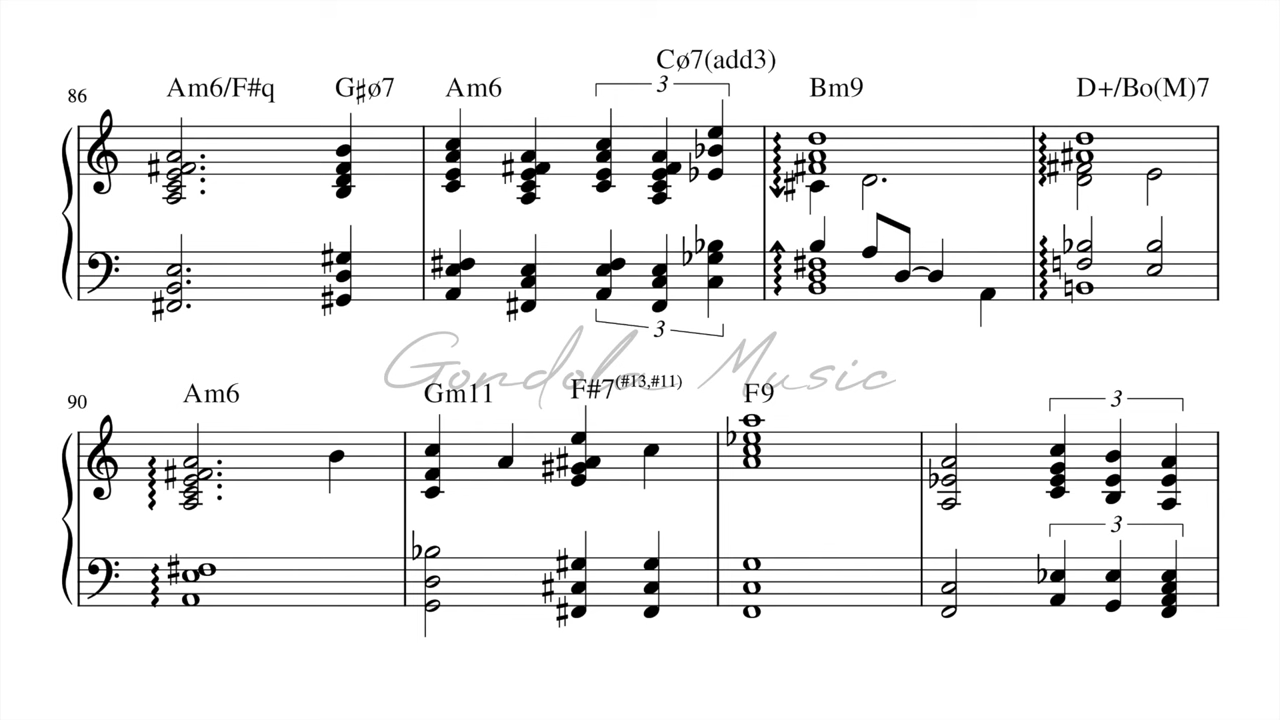 Cø7(add3)
86 Am6/F#q G♯ø7 Am6 3 Bm9 D+/Bo(M)7
3
Gondola Music
90 Am6 Gm11 F#7(#13,#11) F9 3
3